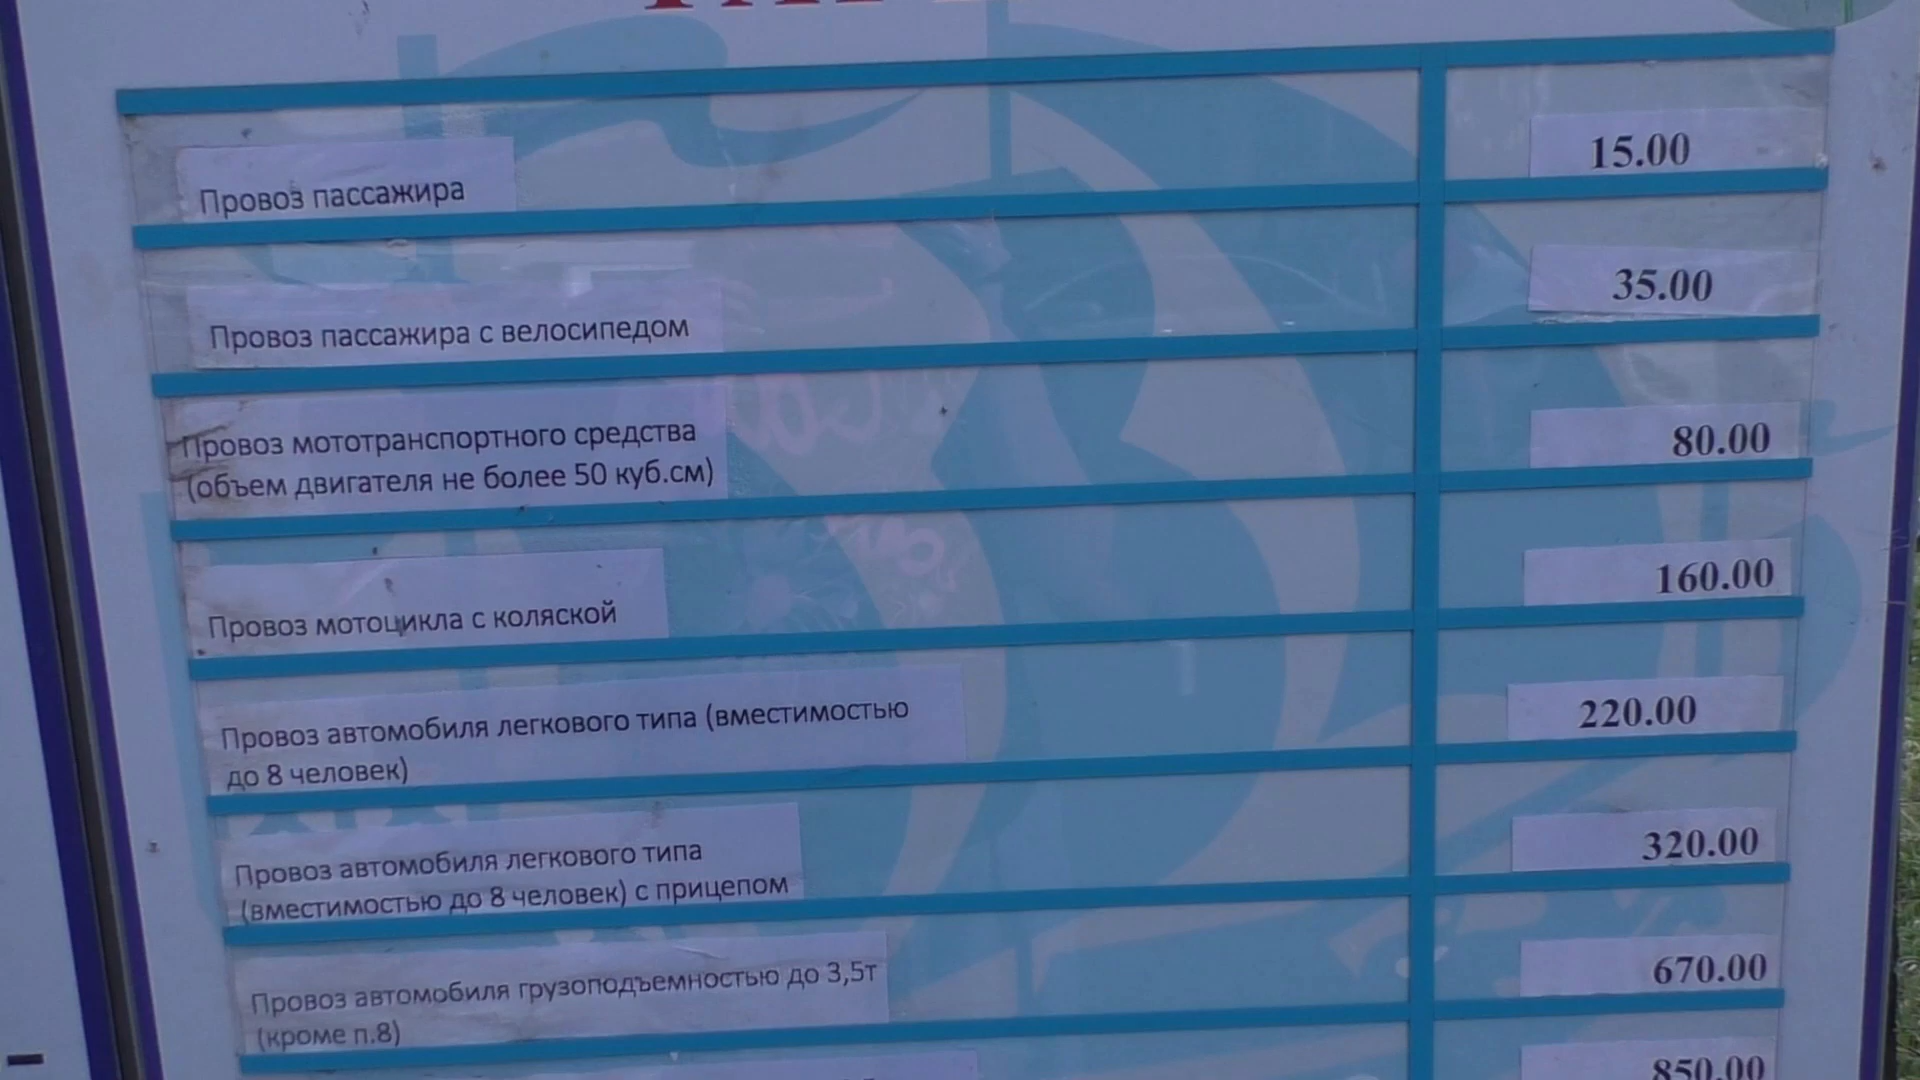 Провоз пассажира 15.00
Провоз пассажира с велосипедом 35.00
Провоз мототранспортного средства
(объем двигателя не более 50 куб.см) 80.00
Провоз мотоцикла с коляской 160.00
Провоз автомобиля легкового типа (вместимостью
до 8 человек) 220.00
Провоз автомобиля легкового типа
(вместимостью до 8 человек) с прицепом 320.00
Провоз автомобиля грузоподъемностью до 3,5т
(кроме п.8) 670.00
850.00